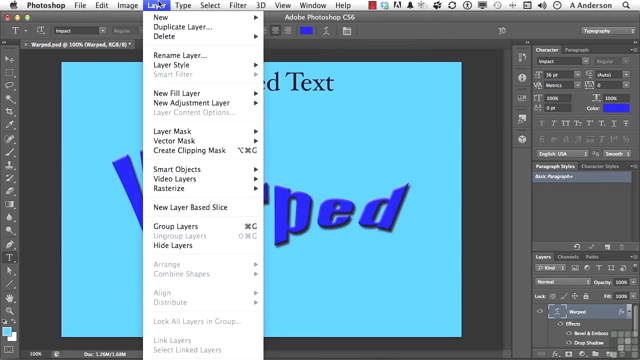 Photoshop File Edit Image Layer Type Select Filter 3D View Window Help A Anderson
Adobe Photoshop CS6
Impact Regular Typography
Warped.psd @ 100% (Warped, RGB/8) *
New
Duplicate Layer...
Delete
Rename Layer...
Layer Style
Smart Filter
New Fill Layer
New Adjustment Layer
Layer Content Options...
Layer Mask
Vector Mask
Create Clipping Mask ⌥⌘G
Smart Objects
Video Layers
Rasterize
New Layer Based Slice
Group Layers ⌘G
Ungroup Layers ⇧⌘G
Hide Layers
Arrange
Combine Shapes
Align
Distribute
Lock All Layers in Group...
Link Layers
Select Linked Layers
ed Text
Warped
100% Doc: 1.26M/1.68M
Character Paragraph
Impact Regular
36 pt (Auto)
Metrics 0
100% 100%
0 pt Color:
English: USA Smooth
Paragraph Styles Character Styles
Basic Paragraph+
Layers Channels Paths
Kind
Normal Opacity: 100%
Lock: Fill: 100%
Warped fx
Effects
Bevel & Emboss
Drop Shadow